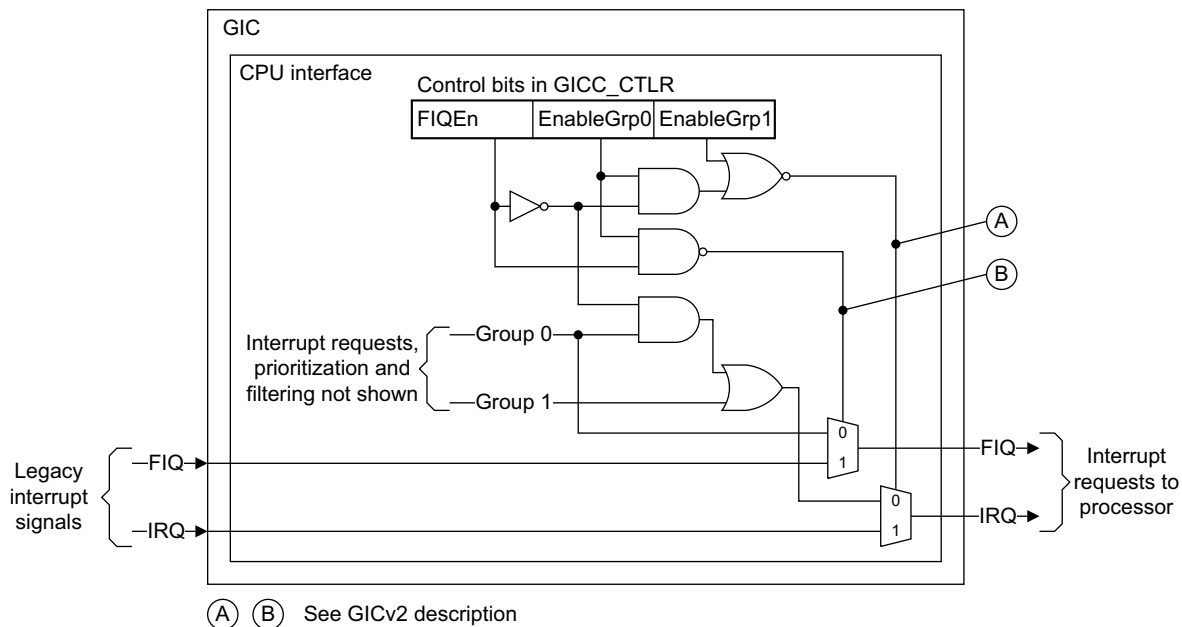 GIC
CPU interface
Control bits in GICC_CTLR
FIQEn EnableGrp0 EnableGrp1
A
B
Interrupt requests,
prioritization and
filtering not shown
Group 0
Group 1
0
1
0
1
Legacy
interrupt
signals
FIQ
IRQ
FIQ
IRQ
Interrupt
requests to
processor
A B See GICv2 description